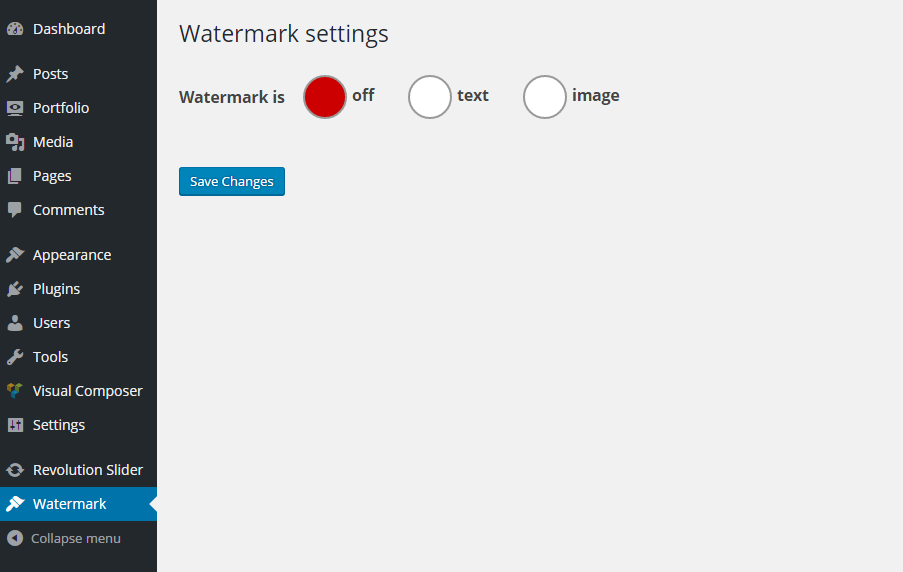 Dashboard
Posts
Portfolio
Media
Pages
Comments
Appearance
Plugins
Users
Tools
Visual Composer
Settings
Revolution Slider
Watermark
Collapse menu
Watermark settings
Watermark is off text image
Save Changes